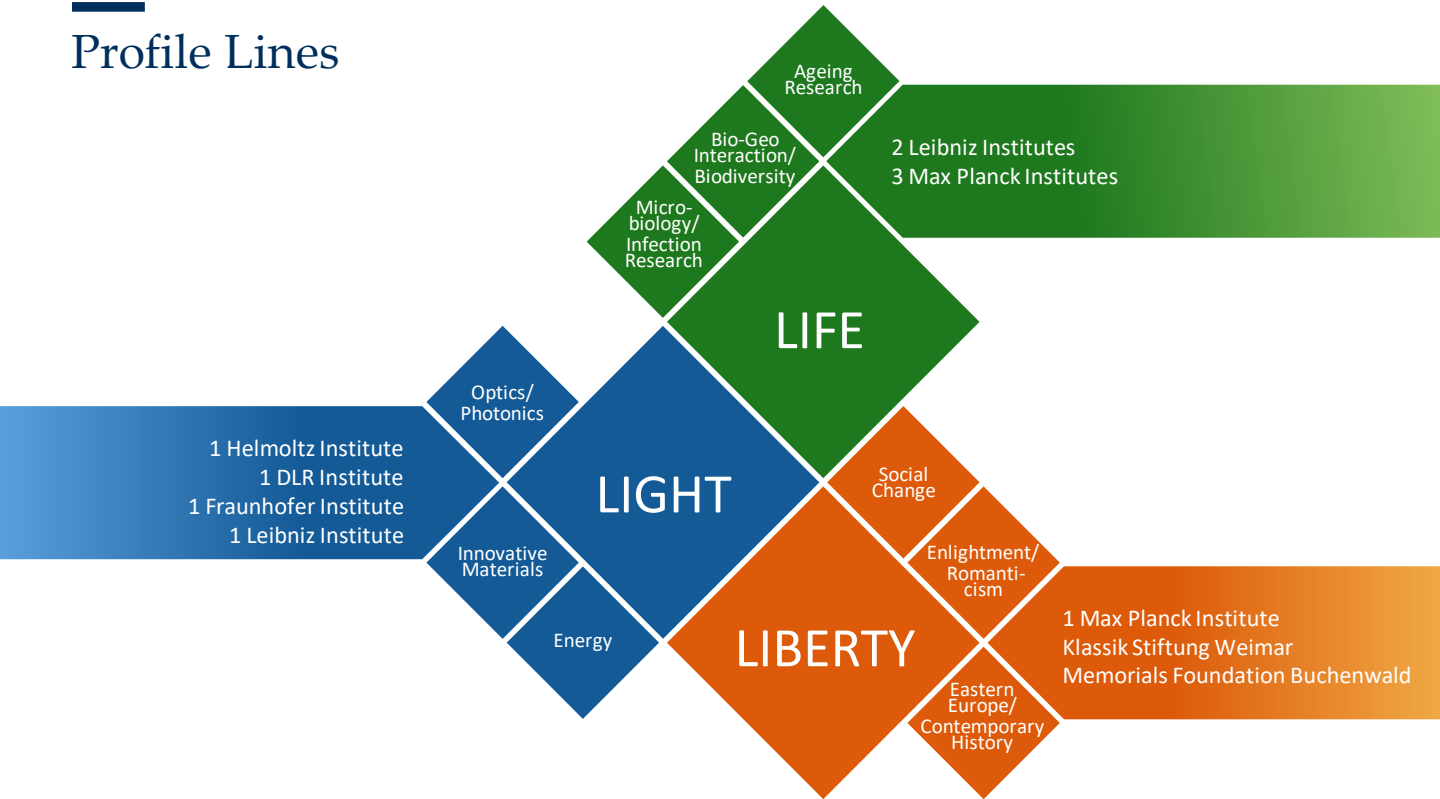 Profile Lines
Ageing
Research
Bio-Geo
Interaction/
Biodiversity
Micro-
biology/
Infection
Research
2 Leibniz Institutes
3 Max Planck Institutes
LIFE
Optics/
Photonics
1 Helmoltz Institute
1 DLR Institute
1 Fraunhofer Institute
1 Leibniz Institute
LIGHT
Innovative
Materials
Energy
Social
Change
Enlightment/
Romanti-
cism
LIBERTY
1 Max Planck Institute
Klassik Stiftung Weimar
Memorials Foundation Buchenwald
Eastern
Europe/
Contemporary
History